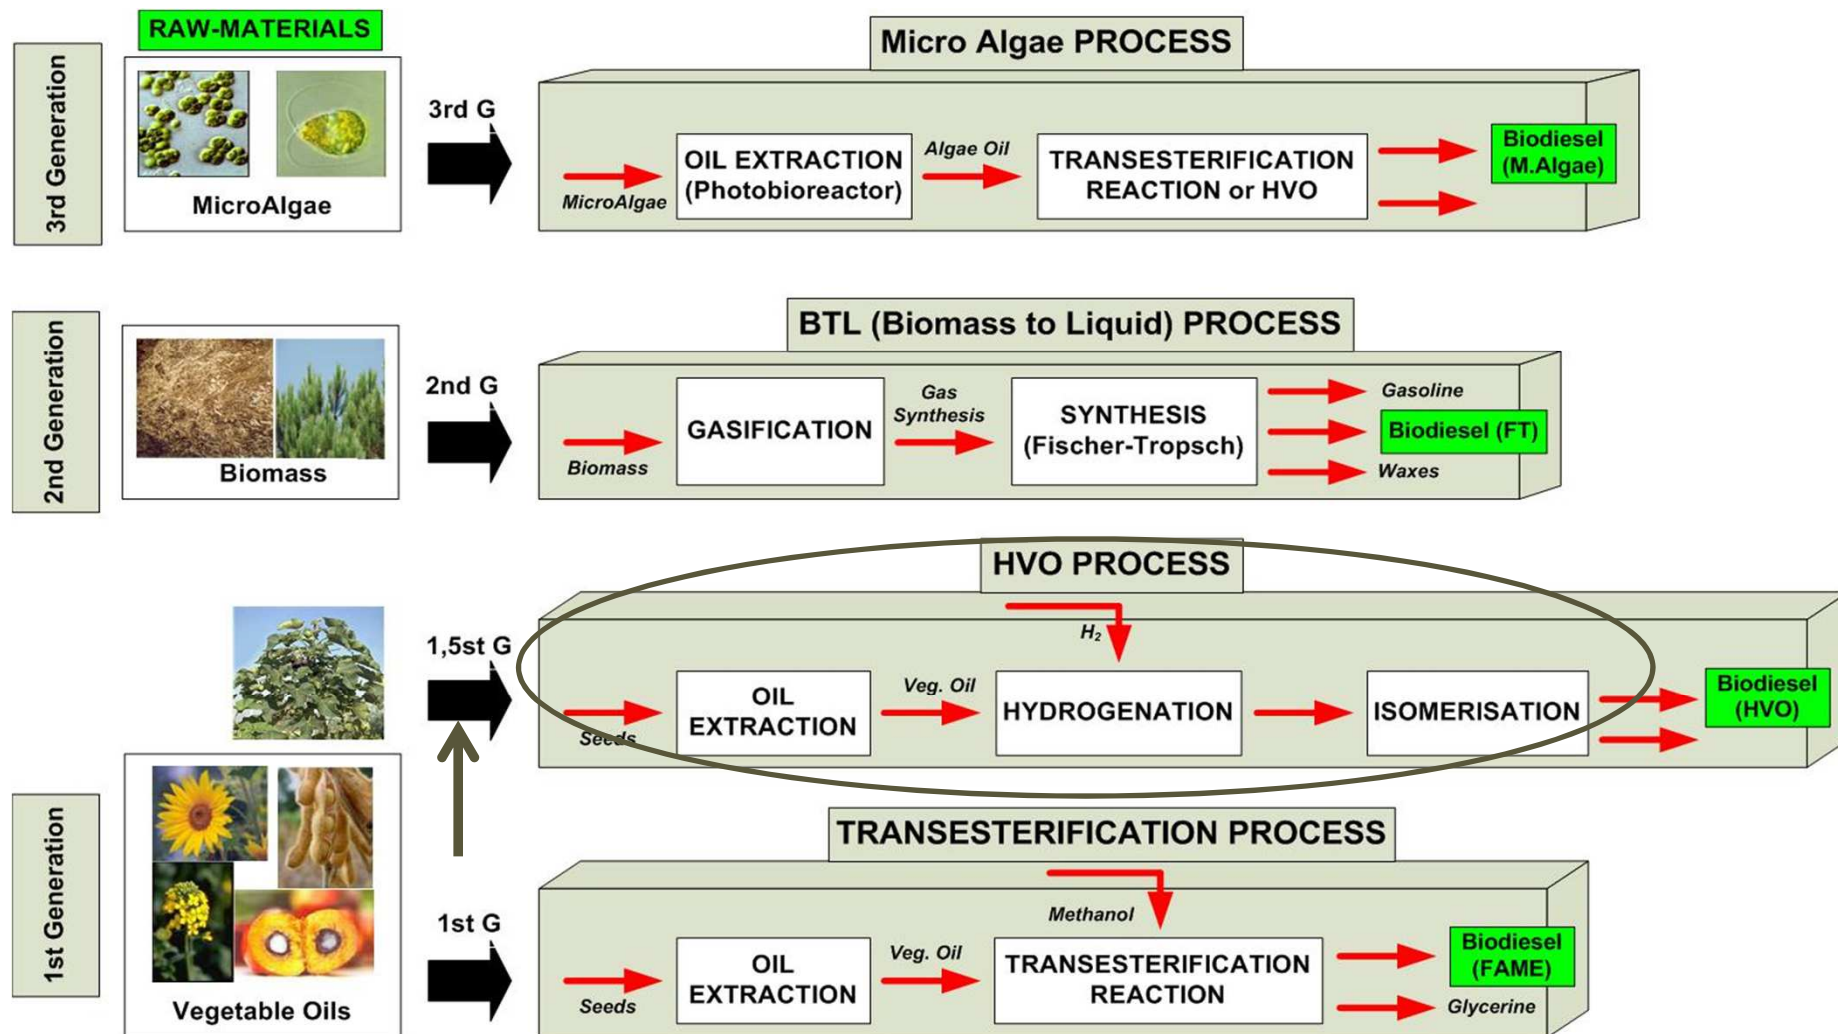 RAW-MATERIALS
3rd Generation
MicroAlgae
3rd G
Micro Algae PROCESS
MicroAlgae
OIL EXTRACTION
(Photobioreactor)
Algae Oil
TRANSESTERIFICATION
REACTION or HVO
Biodiesel
(M.Algae)
2nd Generation
Biomass
2nd G
BTL (Biomass to Liquid) PROCESS
Biomass
GASIFICATION
Gas
Synthesis
SYNTHESIS
(Fischer-Tropsch)
Gasoline
Biodiesel (FT)
Waxes
1,5st G
HVO PROCESS
H₂
Seeds
OIL
EXTRACTION
Veg. Oil
HYDROGENATION
ISOMERISATION
Biodiesel
(HVO)
1st Generation
Vegetable Oils
1st G
TRANSESTERIFICATION PROCESS
Methanol
Seeds
OIL
EXTRACTION
Veg. Oil
TRANSESTERIFICATION
REACTION
Biodiesel
(FAME)
Glycerine